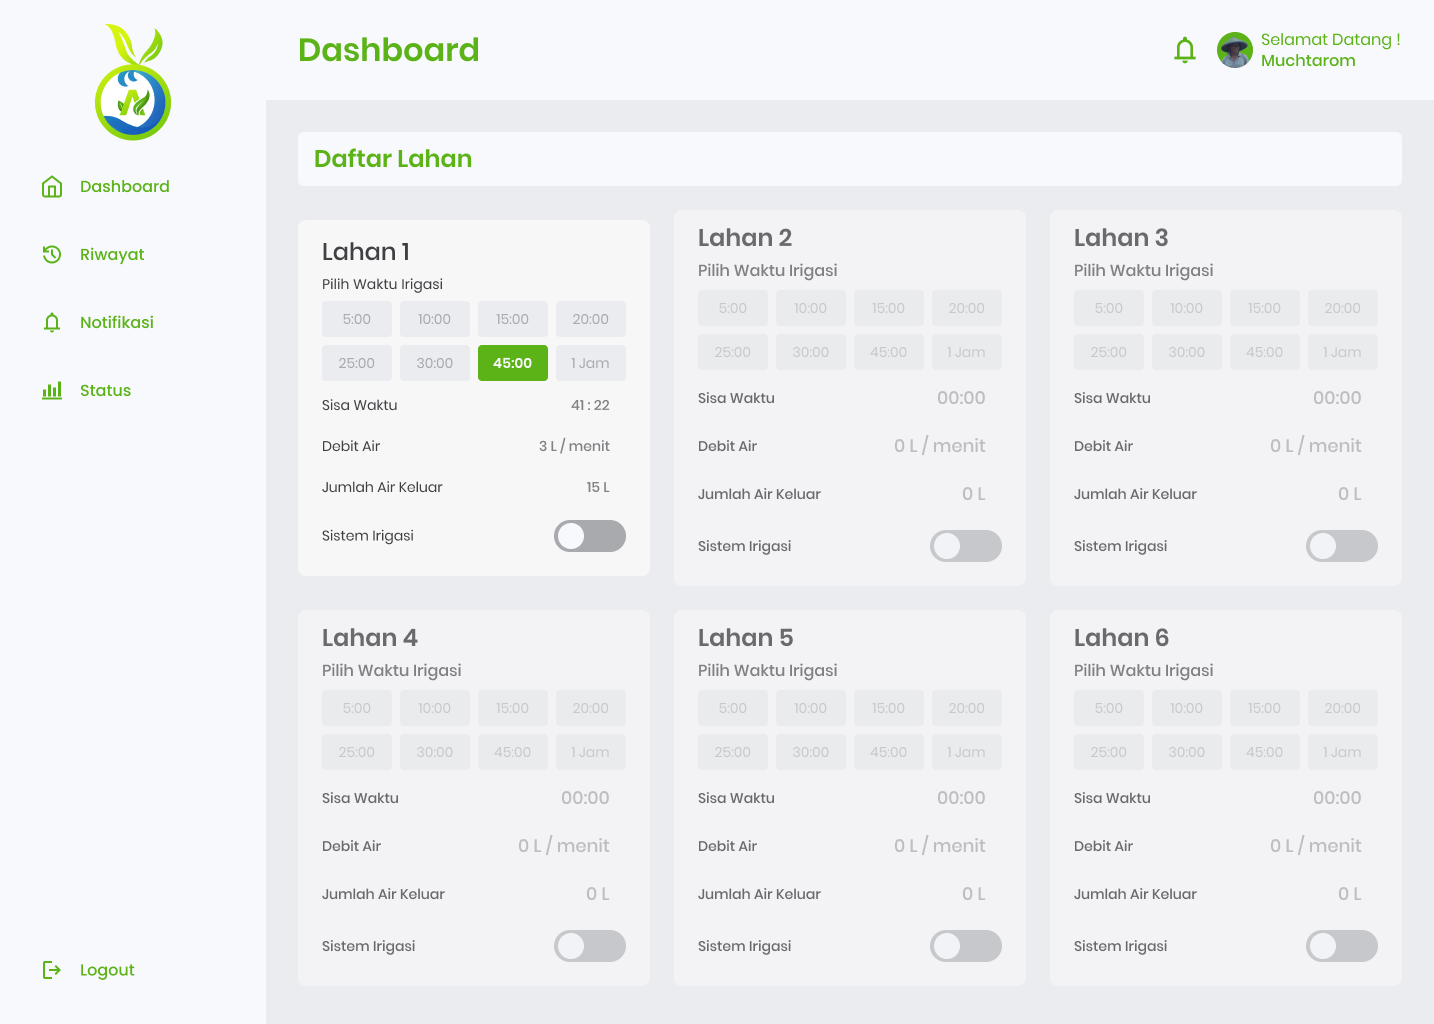 Dashboard
Selamat Datang !
Muchtarom
Dashboard
Riwayat
Notifikasi
Status
Logout
Daftar Lahan
Lahan 1
Pilih Waktu Irigasi
5:00 10:00 15:00 20:00
25:00 30:00 45:00 1 Jam
Sisa Waktu 41 : 22
Debit Air 3 L / menit
Jumlah Air Keluar 15 L
Sistem Irigasi
Lahan 2
Pilih Waktu Irigasi
5:00 10:00 15:00 20:00
25:00 30:00 45:00 1 Jam
Sisa Waktu 00:00
Debit Air 0 L / menit
Jumlah Air Keluar 0 L
Sistem Irigasi
Lahan 3
Pilih Waktu Irigasi
5:00 10:00 15:00 20:00
25:00 30:00 45:00 1 Jam
Sisa Waktu 00:00
Debit Air 0 L / menit
Jumlah Air Keluar 0 L
Sistem Irigasi
Lahan 4
Pilih Waktu Irigasi
5:00 10:00 15:00 20:00
25:00 30:00 45:00 1 Jam
Sisa Waktu 00:00
Debit Air 0 L / menit
Jumlah Air Keluar 0 L
Sistem Irigasi
Lahan 5
Pilih Waktu Irigasi
5:00 10:00 15:00 20:00
25:00 30:00 45:00 1 Jam
Sisa Waktu 00:00
Debit Air 0 L / menit
Jumlah Air Keluar 0 L
Sistem Irigasi
Lahan 6
Pilih Waktu Irigasi
5:00 10:00 15:00 20:00
25:00 30:00 45:00 1 Jam
Sisa Waktu 00:00
Debit Air 0 L / menit
Jumlah Air Keluar 0 L
Sistem Irigasi